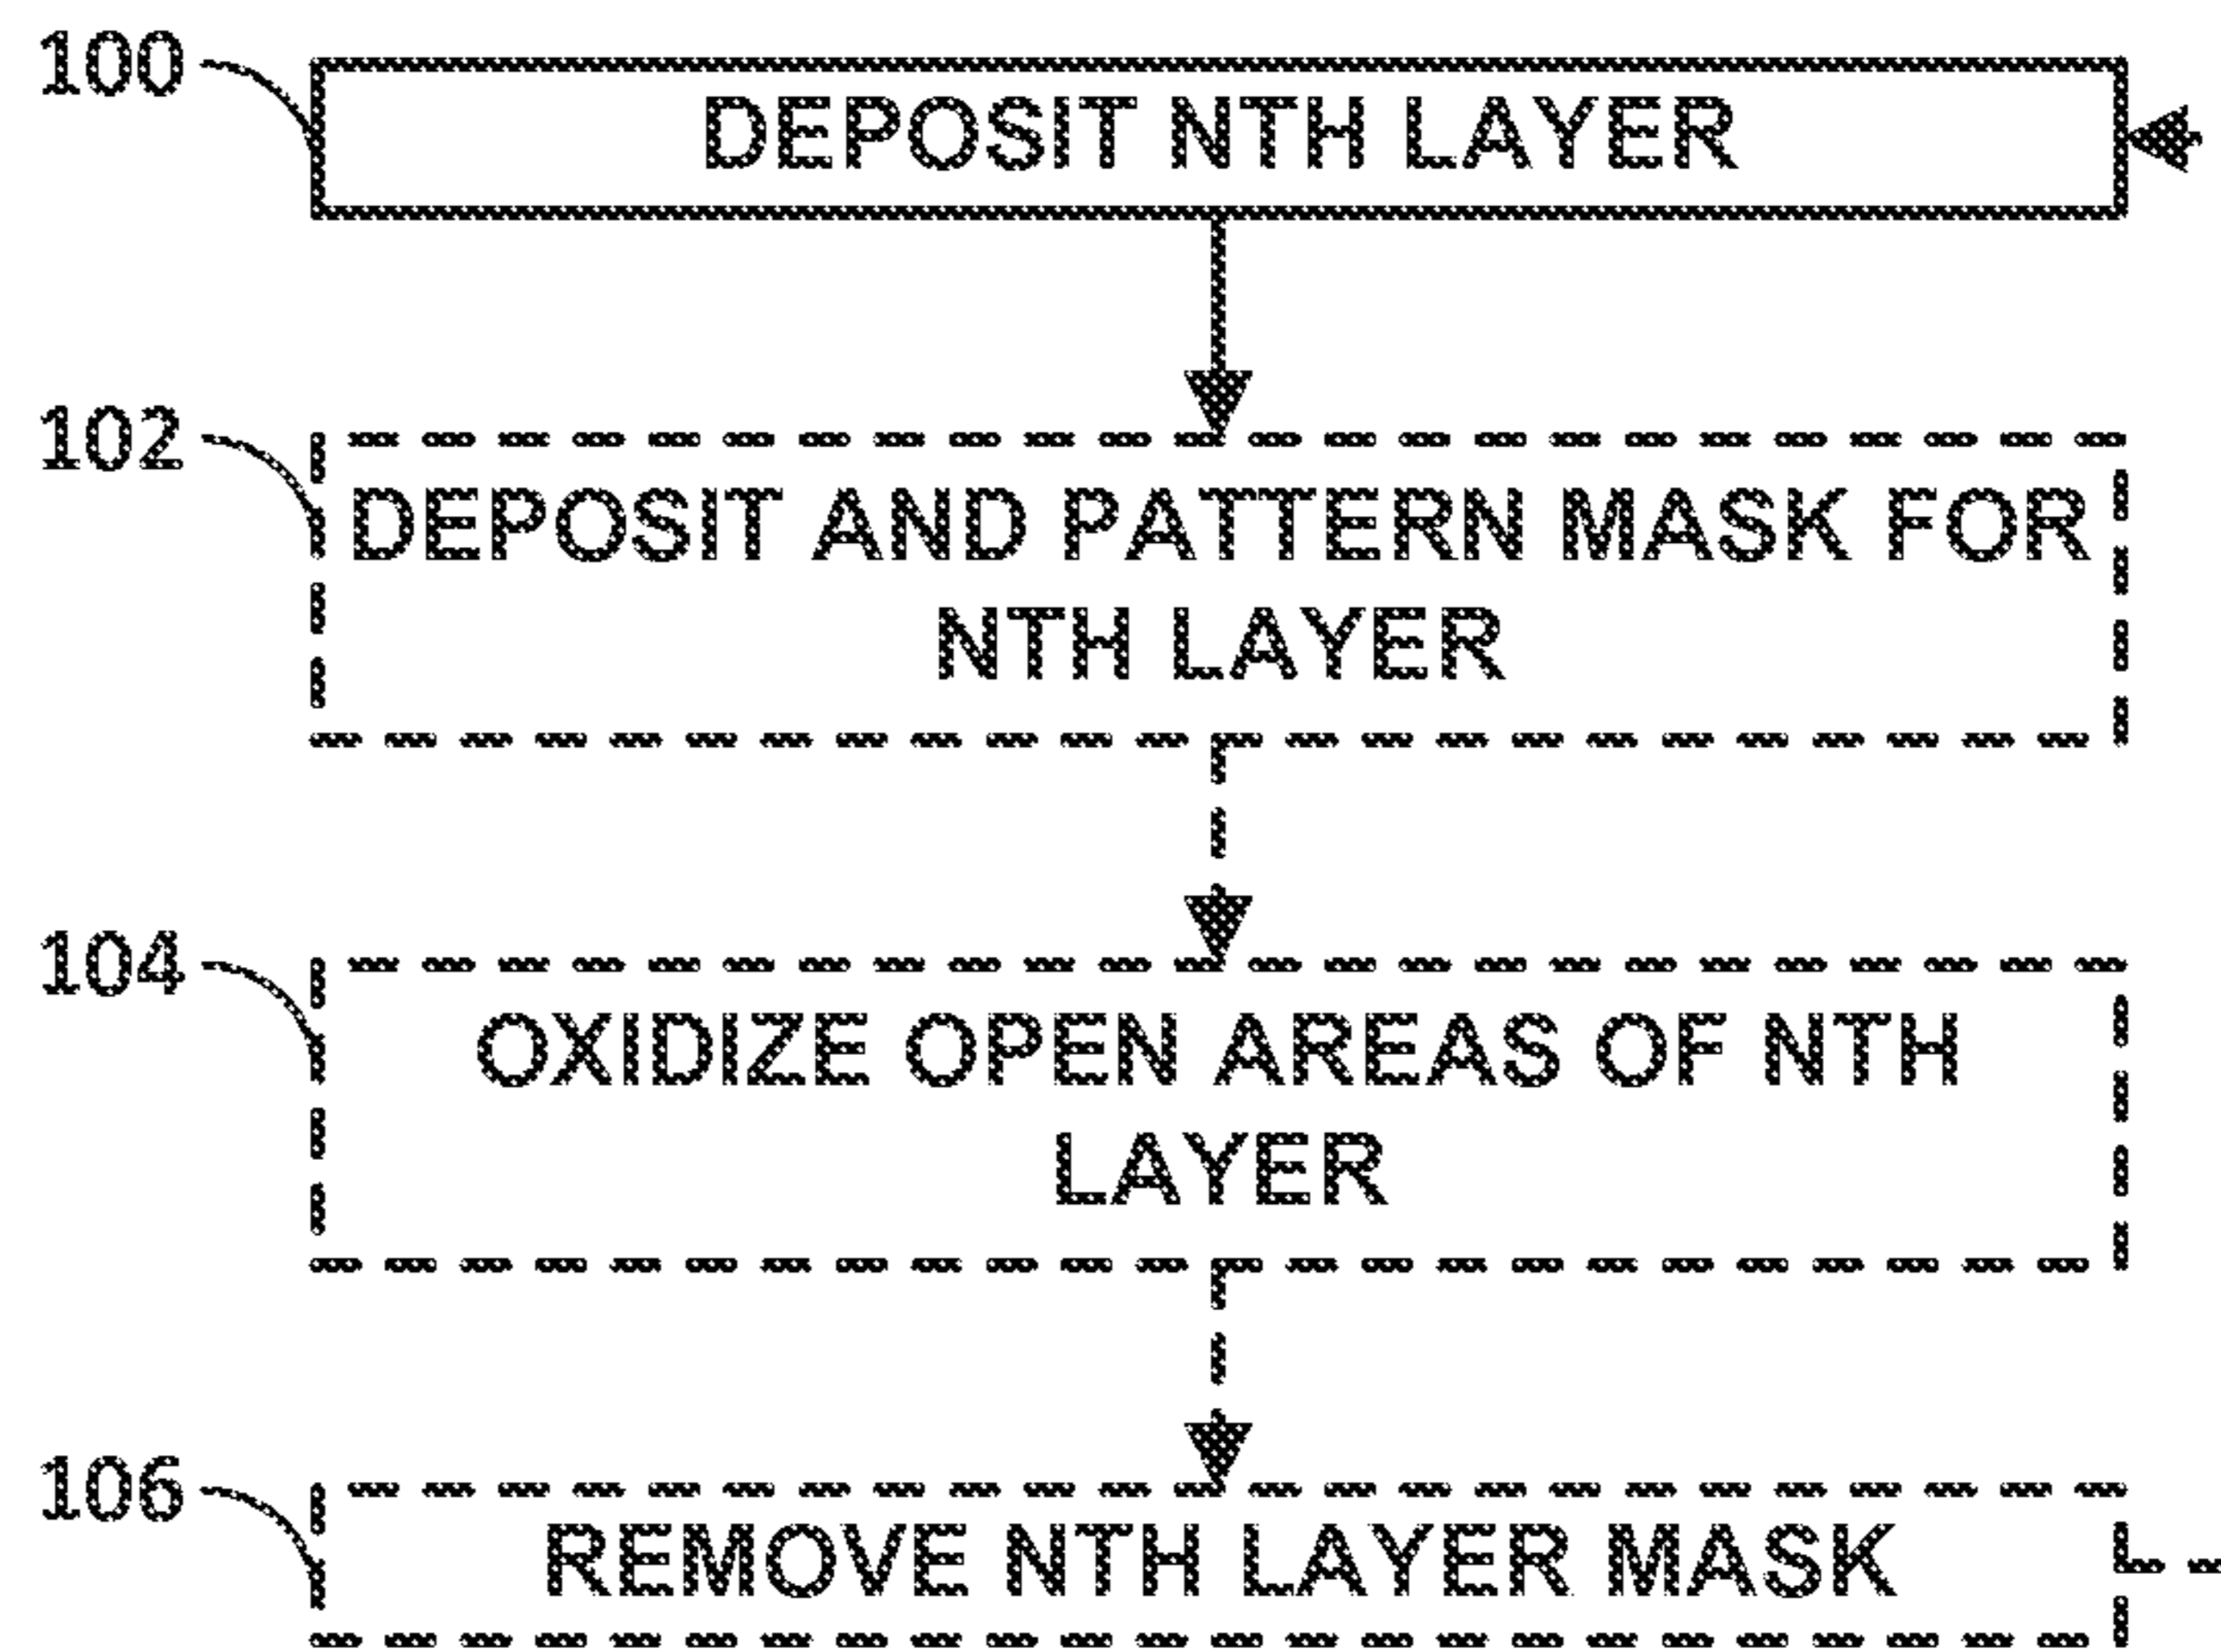 100
DEPOSIT NTH LAYER
102
DEPOSIT AND PATTERN MASK FOR
NTH LAYER
104
OXIDIZE OPEN AREAS OF NTH
LAYER
106
REMOVE NTH LAYER MASK